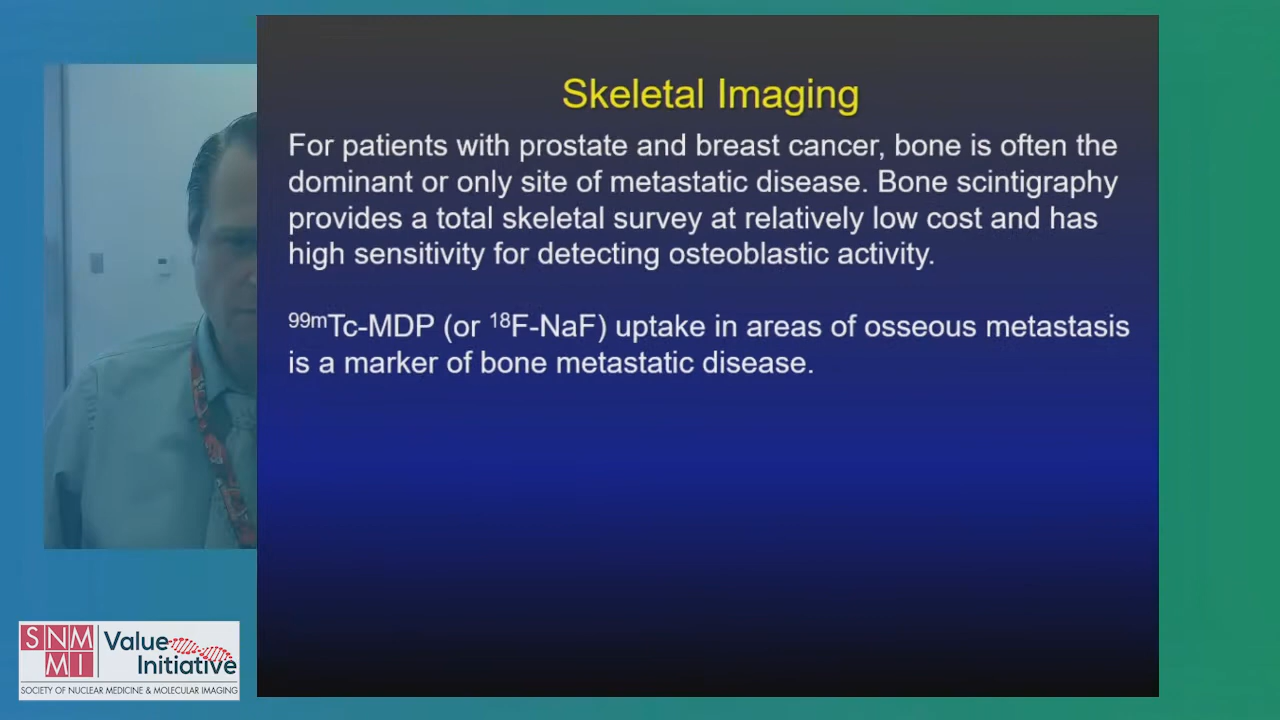 Skeletal Imaging
For patients with prostate and breast cancer, bone is often the
dominant or only site of metastatic disease. Bone scintigraphy
provides a total skeletal survey at relatively low cost and has
high sensitivity for detecting osteoblastic activity.
⁹⁹ᵐTc-MDP (or ¹⁸F-NaF) uptake in areas of osseous metastasis
is a marker of bone metastatic disease.
SNM
MI
Value
Initiative
SOCIETY OF NUCLEAR MEDICINE & MOLECULAR IMAGING